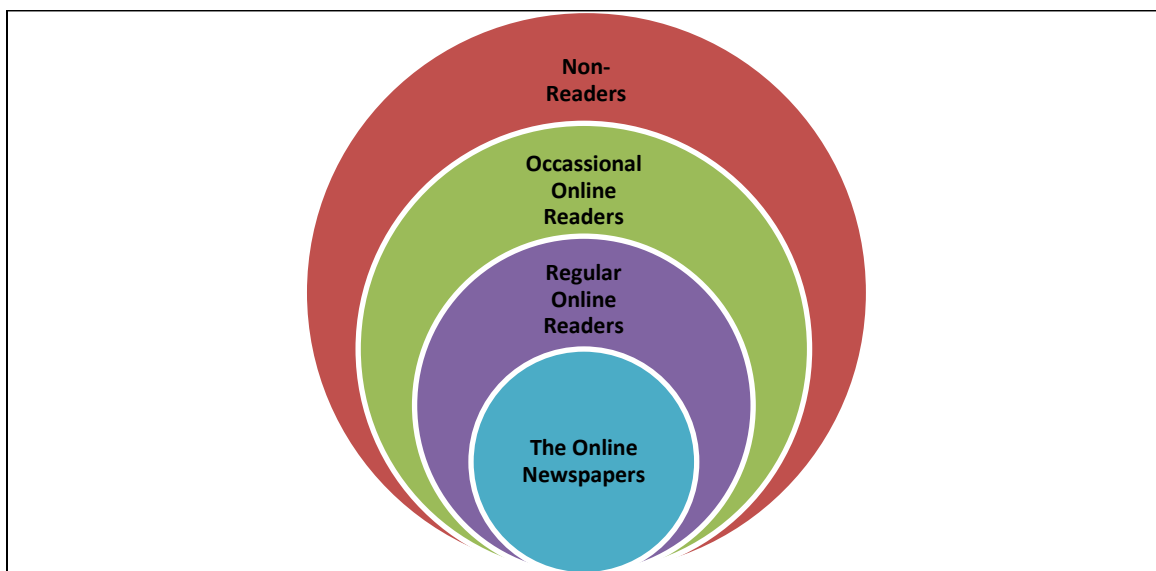 Non-
Readers
Occassional
Online
Readers
Regular
Online
Readers
The Online
Newspapers